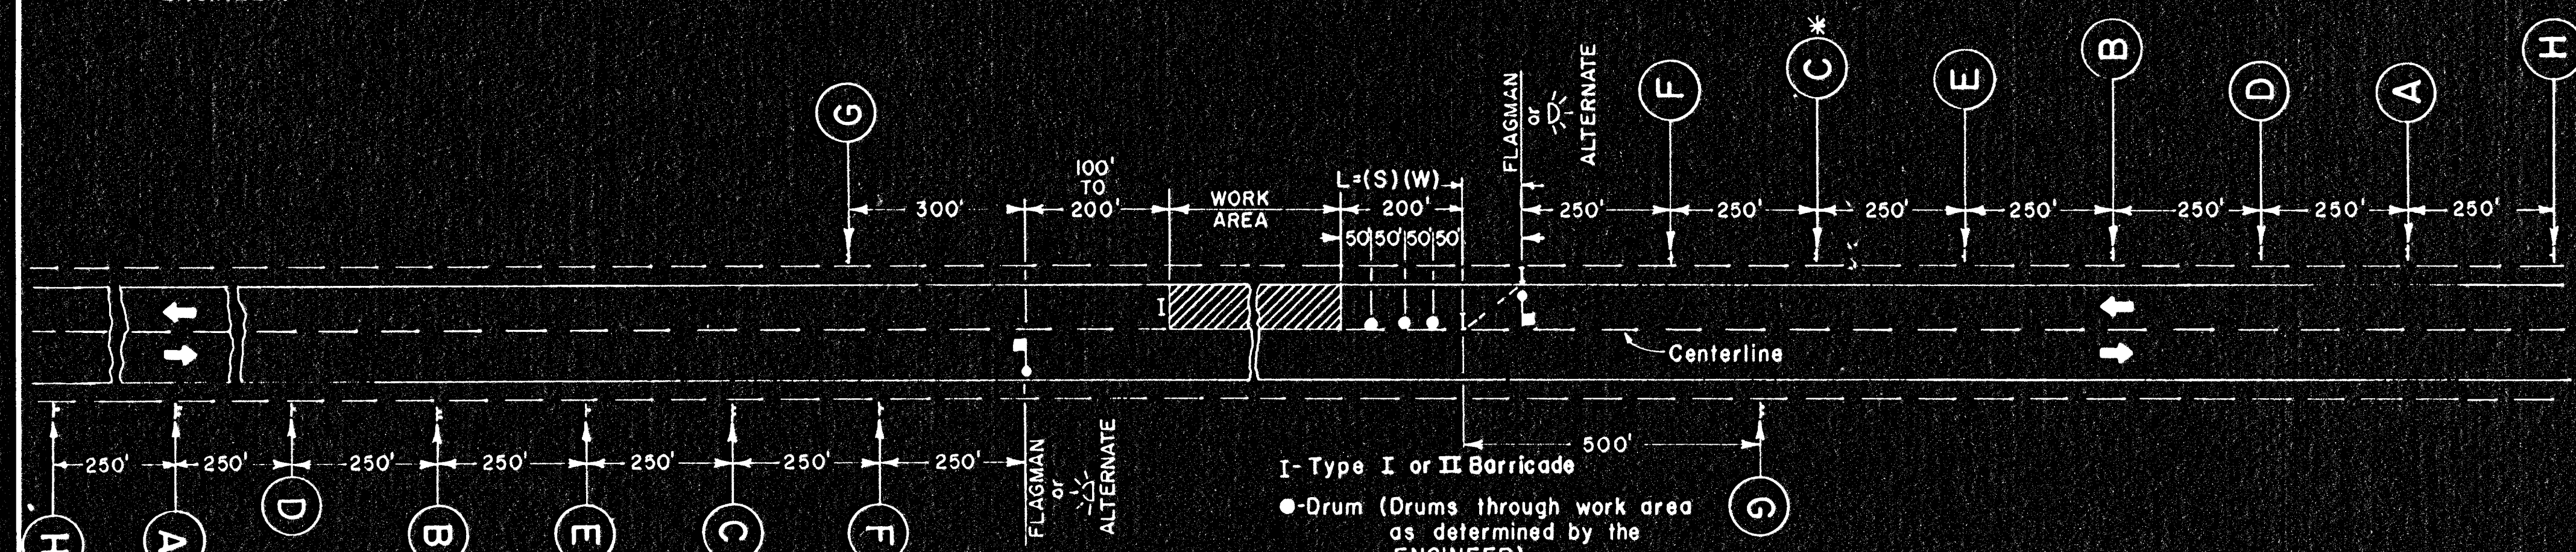 G
C
*
B
H
F
E
D
A
FLAGMAN
or
ALTERNATE
100'
TO
200'
300'
WORK
AREA
L=(S)(W)
200'
50' 50' 50' 50'
250' 250' 250' 250' 250' 250' 250'
I
Centerline
500'
250' 250' 250' 250' 250' 250' 250'
FLAGMAN
or
ALTERNATE
H A D B E C F
G
I-Type I or II Barricade
●-Drum (Drums through work area
as determined by the
ENGINEER)